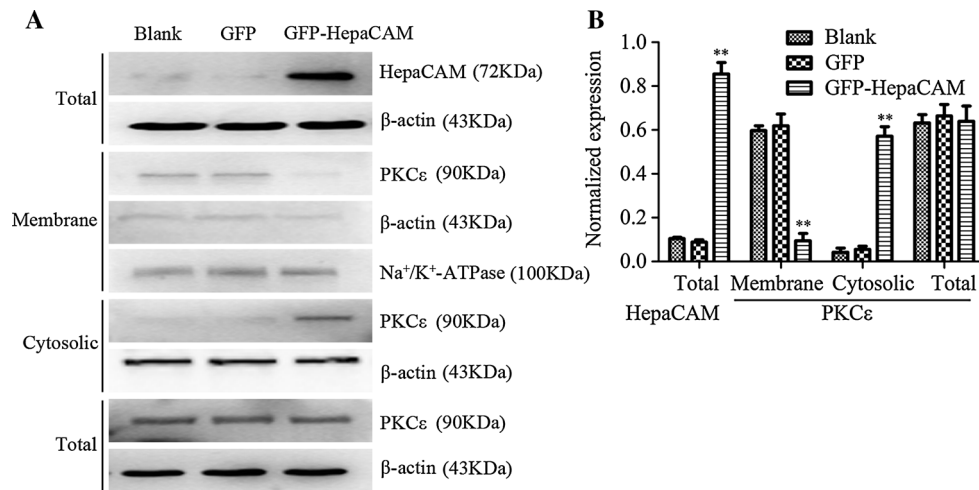 A
Blank GFP GFP-HepaCAM
Total
HepaCAM (72KDa)
β-actin (43KDa)
Membrane
PKCε (90KDa)
β-actin (43KDa)
Na⁺/K⁺-ATPase (100KDa)
Cytosolic
PKCε (90KDa)
β-actin (43KDa)
Total
PKCε (90KDa)
β-actin (43KDa)
B
Blank
GFP
GFP-HepaCAM
Normalized expression
1.0
0.8
0.6
0.4
0.2
0.0
** ** **
Total Membrane Cytosolic Total
HepaCAM PKCε